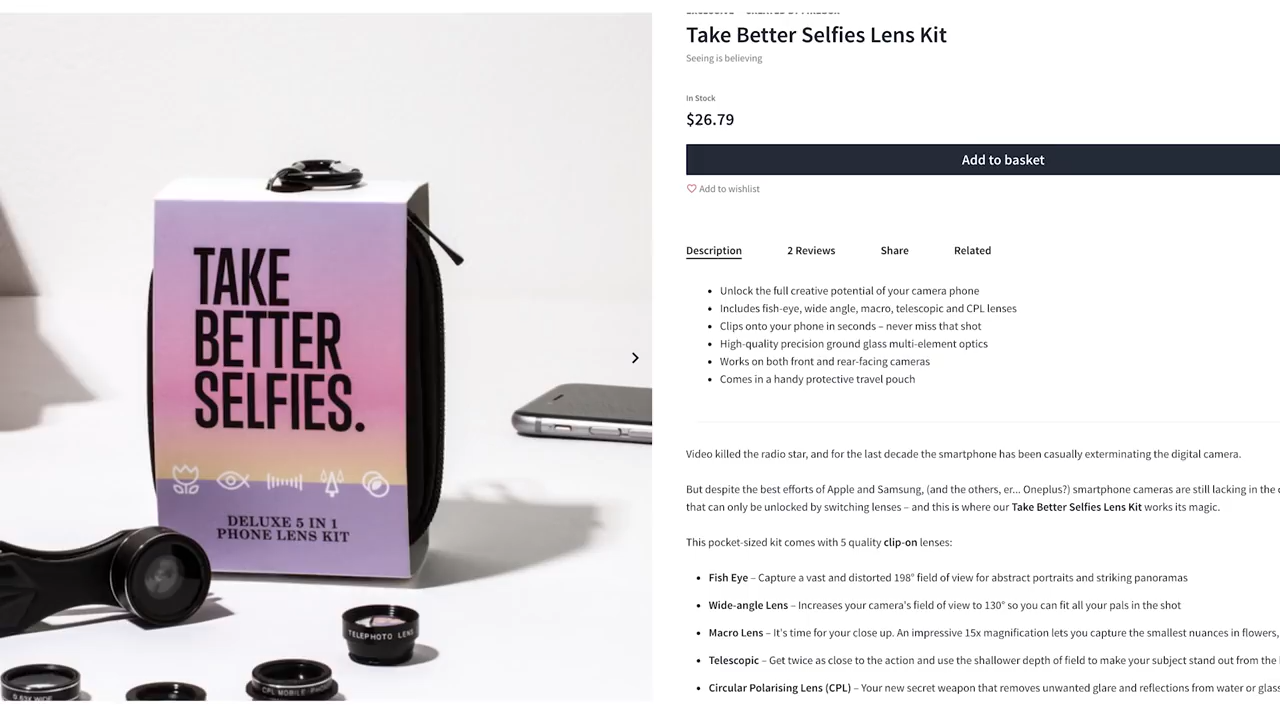 Take Better Selfies Lens Kit
Seeing is believing
In Stock
$26.79
Add to basket
Add to wishlist
Description 2 Reviews Share Related
Unlock the full creative potential of your camera phone
Includes fish-eye, wide angle, macro, telescopic and CPL lenses
Clips onto your phone in seconds – never miss that shot
High-quality precision ground glass multi-element optics
Works on both front and rear-facing cameras
Comes in a handy protective travel pouch
Video killed the radio star, and for the last decade the smartphone has been casually exterminating the digital camera.
But despite the best efforts of Apple and Samsung, (and the others, er... Oneplus?) smartphone cameras are still lacking in the
that can only be unlocked by switching lenses – and this is where our Take Better Selfies Lens Kit works its magic.
This pocket-sized kit comes with 5 quality clip-on lenses:
Fish Eye – Capture a vast and distorted 198° field of view for abstract portraits and striking panoramas
Wide-angle Lens – Increases your camera's field of view to 130° so you can fit all your pals in the shot
Macro Lens – It's time for your close up. An impressive 15x magnification lets you capture the smallest nuances in flowers,
Telescopic – Get twice as close to the action and use the shallower depth of field to make your subject stand out from the
Circular Polarising Lens (CPL) – Your new secret weapon that removes unwanted glare and reflections from water or glass
TAKE
BETTER
SELFIES.
DELUXE 5 IN 1
PHONE LENS KIT
TELEPHOTO LENS
0.63X WIDE
CPL MOBILE